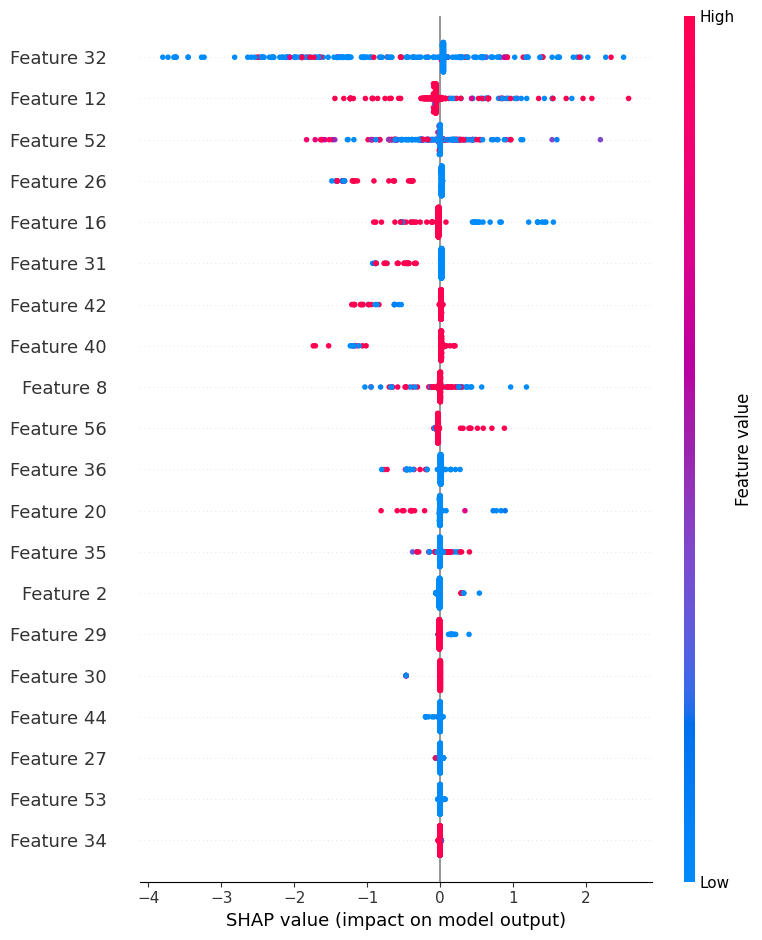 High
Feature 32
Feature 12
Feature 52
Feature 26
Feature 16
Feature 31
Feature 42
Feature 40
Feature 8
Feature 56
Feature 36
Feature 20
Feature 35
Feature 2
Feature 29
Feature 30
Feature 44
Feature 27
Feature 53
Feature 34
Feature value
Low
−4 −3 −2 −1 0 1 2
SHAP value (impact on model output)